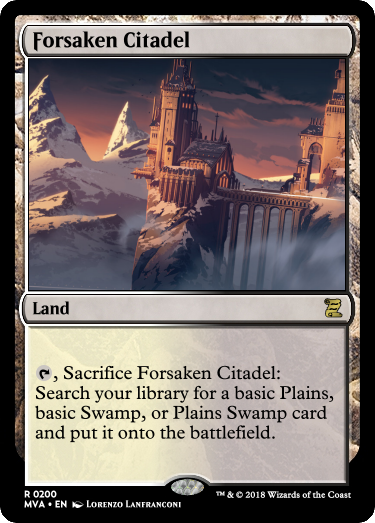 Forsaken Citadel
Land
, Sacrifice Forsaken Citadel:
Search your library for a basic Plains,
basic Swamp, or Plains Swamp card
and put it onto the battlefield.
R 0200
MVA • EN Lorenzo Lanfranconi
™ & © 2018 Wizards of the Coast